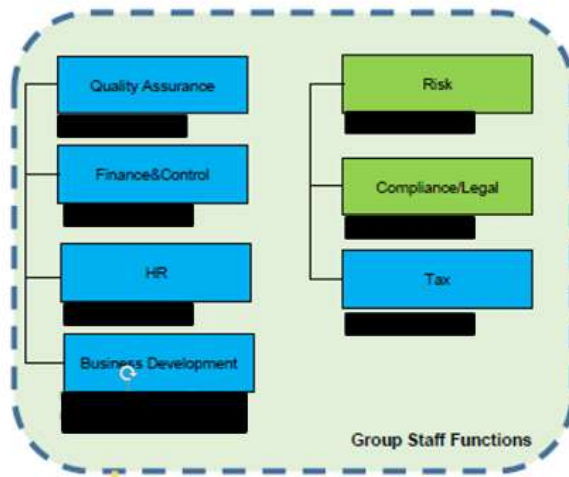 Quality Assurance
Finance&Control
HR
Business Development
Risk
Compliance/Legal
Tax
Group Staff Functions